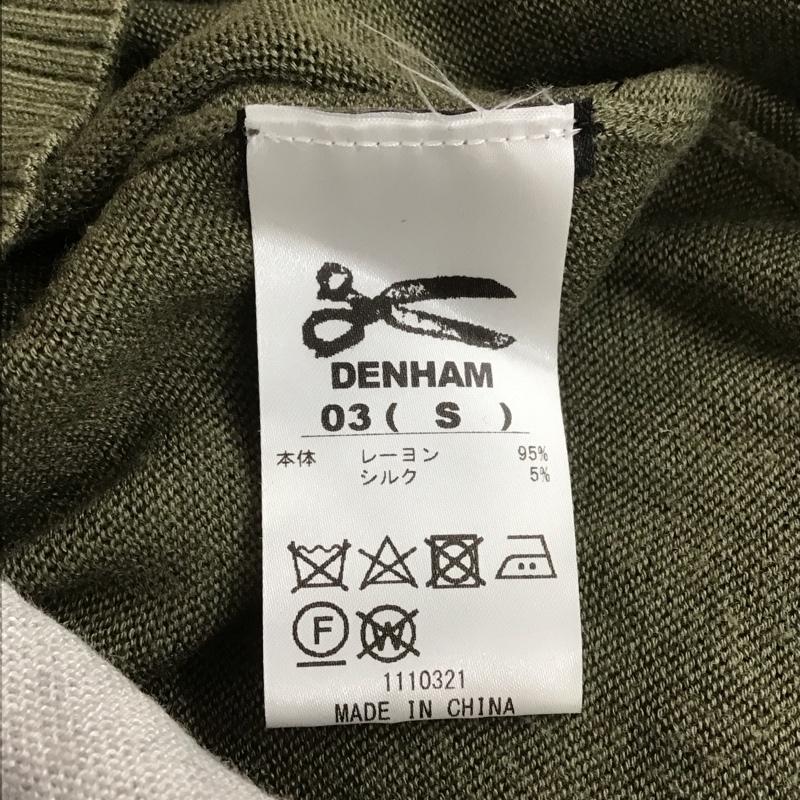 DENHAM
03 ( S )
本体 レーヨン 95%
シルク 5%
F W
1110321
MADE IN CHINA